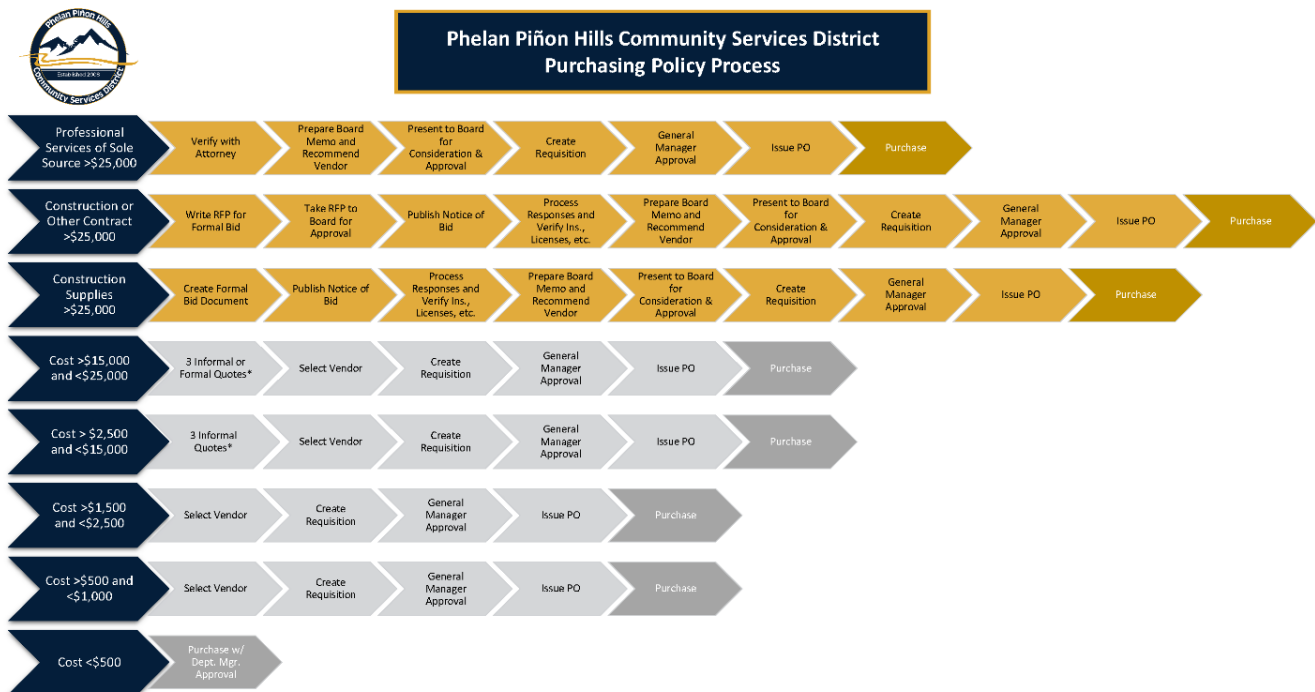 Phelan Piñon Hills
Established 2008
Community Services District
Phelan Piñon Hills Community Services District
Purchasing Policy Process
Professional
Services of Sole
Source >$25,000
Verify with
Attorney
Prepare Board
Memo and
Recommend
Vendor
Present to Board
for
Consideration &
Approval
Create
Requisition
General
Manager
Approval
Issue PO
Purchase
Construction or
Other Contract
>$25,000
Write RFP for
Formal Bid
Take RFP to
Board for
Approval
Publish Notice of
Bid
Process
Responses and
Verify Ins.,
Licenses, etc.
Prepare Board
Memo and
Recommend
Vendor
Present to Board
for
Consideration &
Approval
Create
Requisition
General
Manager
Approval
Issue PO
Purchase
Construction
Supplies
>$25,000
Create Formal
Bid Document
Publish Notice of
Bid
Process
Responses and
Verify Ins.,
Licenses, etc.
Prepare Board
Memo and
Recommend
Vendor
Present to Board
for
Consideration &
Approval
Create
Requisition
General
Manager
Approval
Issue PO
Purchase
Cost >$15,000
and <$25,000
3 Informal or
Formal Quotes*
Select Vendor
Create
Requisition
General
Manager
Approval
Issue PO
Purchase
Cost > $2,500
and <$15,000
3 Informal
Quotes*
Select Vendor
Create
Requisition
General
Manager
Approval
Issue PO
Purchase
Cost >$1,500
and <$2,500
Select Vendor
Create
Requisition
General
Manager
Approval
Issue PO
Purchase
Cost >$500 and
<$1,000
Select Vendor
Create
Requisition
General
Manager
Approval
Issue PO
Purchase
Cost <$500
Purchase w/
Dept. Mgr.
Approval